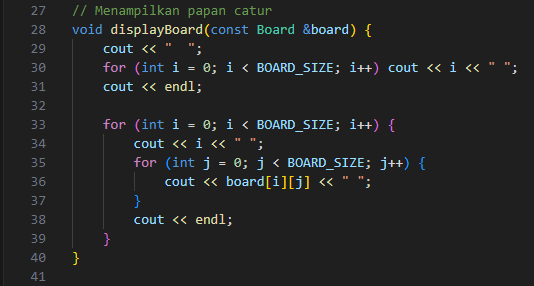 27 // Menampilkan papan catur
28 void displayBoard(const Board &board) {
29     cout << "  ";
30     for (int i = 0; i < BOARD_SIZE; i++) cout << i << " ";
31     cout << endl;
32
33     for (int i = 0; i < BOARD_SIZE; i++) {
34         cout << i << " ";
35         for (int j = 0; j < BOARD_SIZE; j++) {
36             cout << board[i][j] << " ";
37         }
38         cout << endl;
39     }
40 }
41